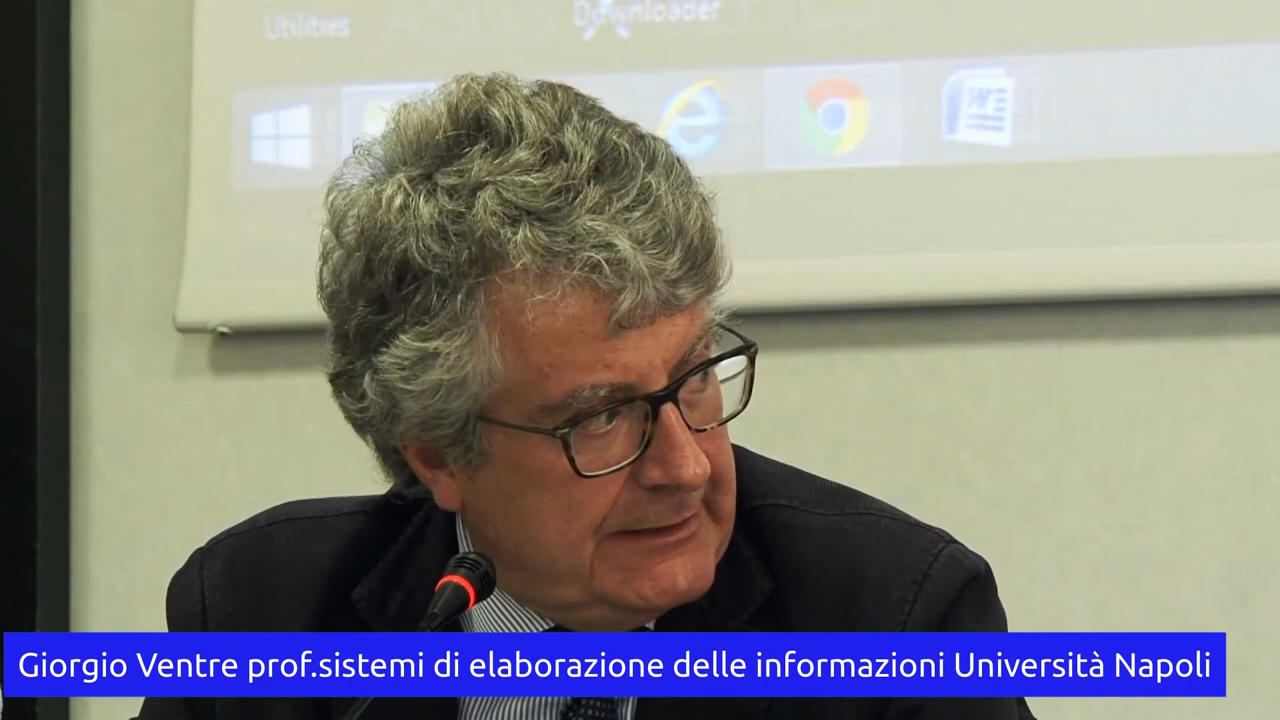 Utilities
Downloader
Giorgio Ventre prof.sistemi di elaborazione delle informazioni Università Napoli